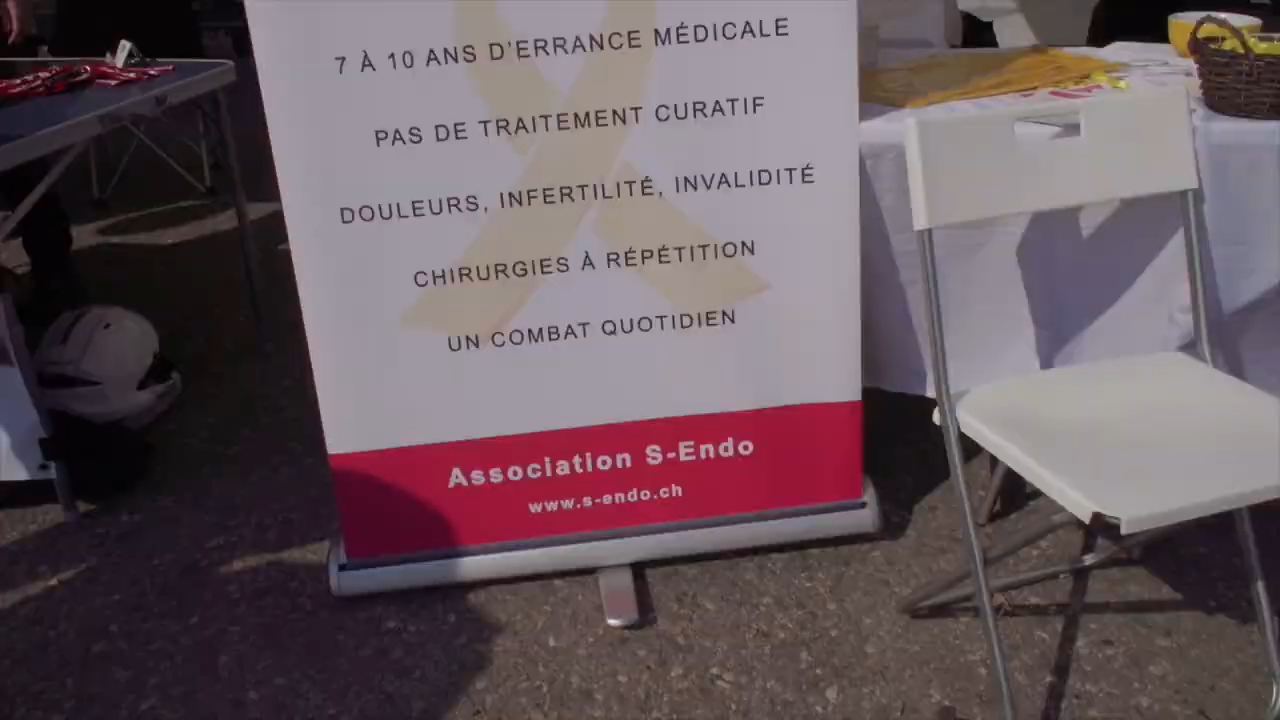 7 À 10 ANS D'ERRANCE MÉDICALE
PAS DE TRAITEMENT CURATIF
DOULEURS, INFERTILITÉ, INVALIDITÉ
CHIRURGIES À RÉPÉTITION
UN COMBAT QUOTIDIEN
Association S-Endo
www.s-endo.ch